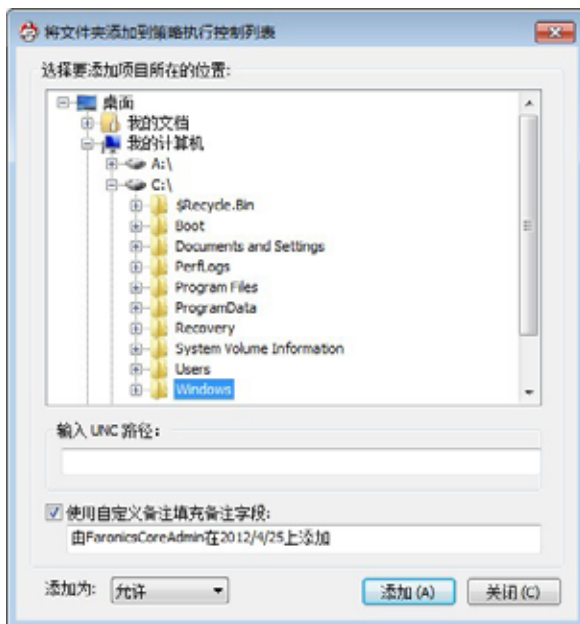 将文件夹添加到策略执行控制列表
选择要添加项目所在的位置:
桌面
我的文档
我的计算机
A:\
C:\
$Recycle.Bin
Boot
Documents and Settings
PerfLogs
Program Files
ProgramData
Recovery
System Volume Information
Users
Windows
输入 UNC 路径:
使用自定义备注填充备注字段:
由FaronicsCoreAdmin在2012/4/25上添加
添加为: 允许 添加(A) 关闭(C)